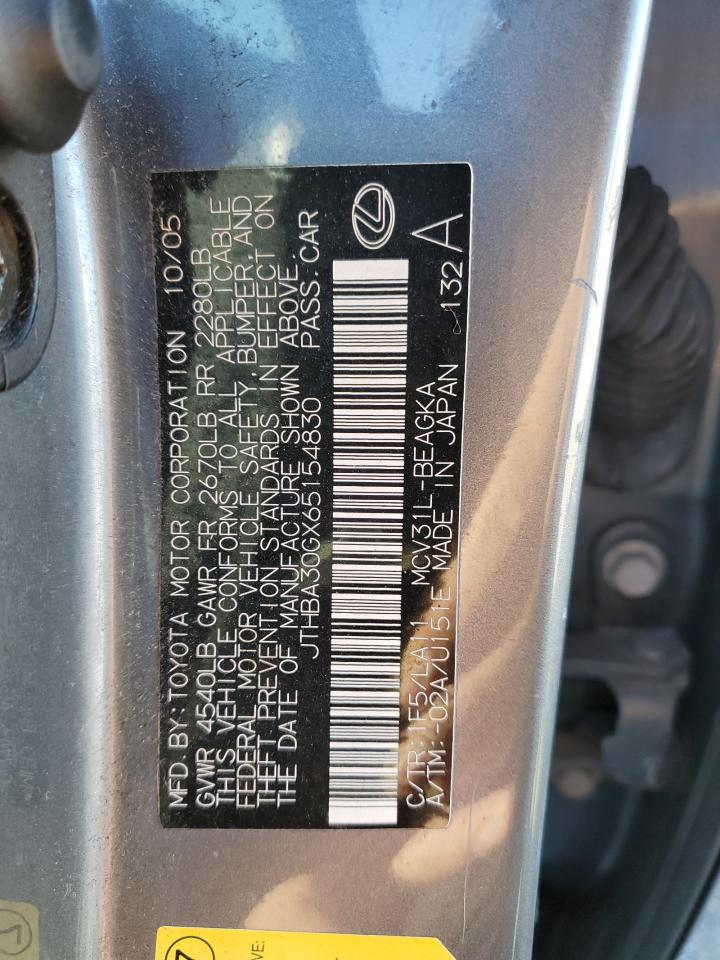 MFD.BY:TOYOTA MOTOR CORPORATION 10/05
GVWR 4540LB GAWR FR 2670LB RR 2280LB
THIS VEHICLE CONFORMS TO ALL APPLICABLE
FEDERAL MOTOR VEHICLE SAFETY, BUMPER, AND
THEFT PREVENTION STANDARDS IN EFFECT ON
THE DATE OF MANUFACTURE SHOWN ABOVE.
JTHBA30GX65154830 PASS.CAR
C/TR: 1F5/LA11 MCV31L-BEAGKA
A/TM: -02A/U151E MADE IN JAPAN
132A